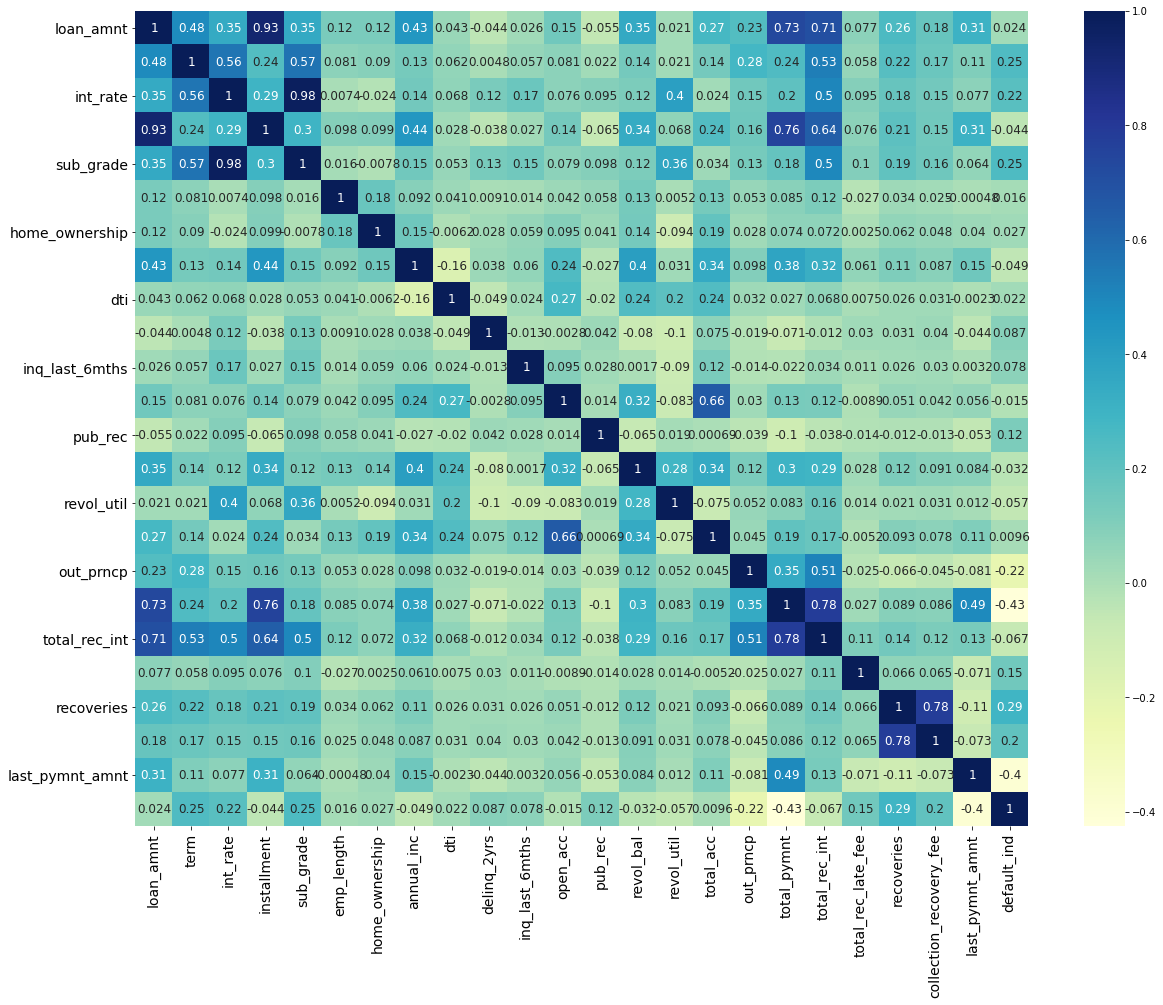 loan_amnt 1 0.48 0.35 0.93 0.35 0.12 0.12 0.43 0.043 -0.044 0.026 0.15 -0.055 0.35 0.021 0.27 0.23 0.73 0.71 0.077 0.26 0.18 0.31 0.024
0.48 1 0.56 0.24 0.57 0.081 0.09 0.13 0.062 0.0048 0.057 0.081 0.022 0.14 0.021 0.14 0.28 0.24 0.53 0.058 0.22 0.17 0.11 0.25
int_rate 0.35 0.56 1 0.29 0.98 0.0074 -0.024 0.14 0.068 0.12 0.17 0.076 0.095 0.12 0.4 0.024 0.15 0.2 0.5 0.095 0.18 0.15 0.077 0.22
0.93 0.24 0.29 1 0.3 0.098 0.099 0.44 0.028 -0.038 0.027 0.14 -0.065 0.34 0.068 0.24 0.16 0.76 0.64 0.076 0.21 0.15 0.31 -0.044
sub_grade 0.35 0.57 0.98 0.3 1 0.016 -0.0078 0.15 0.053 0.13 0.15 0.079 0.098 0.12 0.36 0.034 0.13 0.18 0.5 0.1 0.19 0.16 0.064 0.25
0.12 0.081 0.0074 0.098 0.016 1 0.18 0.092 0.041 0.0091 0.014 0.042 0.058 0.13 0.0052 0.13 0.053 0.085 0.12 -0.027 0.034 0.025 -0.00048 0.016
home_ownership 0.12 0.09 -0.024 0.099 -0.0078 0.18 1 0.15 -0.0062 0.028 0.059 0.095 0.041 0.14 -0.094 0.19 0.028 0.074 0.072 0.0025 0.062 0.048 0.04 0.027
0.43 0.13 0.14 0.44 0.15 0.092 0.15 1 -0.16 0.038 0.06 0.24 -0.027 0.4 0.031 0.34 0.098 0.38 0.32 0.061 0.11 0.087 0.15 -0.049
dti 0.043 0.062 0.068 0.028 0.053 0.041 -0.0062 -0.16 1 -0.049 0.024 0.27 -0.02 0.24 0.2 0.24 0.032 0.027 0.068 0.0075 0.026 0.031 -0.0023 0.022
-0.044 0.0048 0.12 -0.038 0.13 0.0091 0.028 0.038 -0.049 1 -0.013 -0.0028 0.042 -0.08 -0.1 0.075 -0.019 -0.071 -0.012 0.03 0.031 0.04 -0.044 0.087
inq_last_6mths 0.026 0.057 0.17 0.027 0.15 0.014 0.059 0.06 0.024 -0.013 1 0.095 0.028 0.0017 -0.09 0.12 -0.014 -0.022 0.034 0.011 0.026 0.03 0.0032 0.078
0.15 0.081 0.076 0.14 0.079 0.042 0.095 0.24 0.27 -0.0028 0.095 1 0.014 0.32 -0.083 0.66 0.03 0.13 0.12 -0.0089 0.051 0.042 0.056 -0.015
pub_rec -0.055 0.022 0.095 -0.065 0.098 0.058 0.041 -0.027 -0.02 0.042 0.028 0.014 1 -0.065 0.019 0.00069 -0.039 -0.1 -0.038 -0.014 -0.012 -0.013 -0.053 0.12
0.35 0.14 0.12 0.34 0.12 0.13 0.14 0.4 0.24 -0.08 0.0017 0.32 -0.065 1 0.28 0.34 0.12 0.3 0.29 0.028 0.12 0.091 0.084 -0.032
revol_util 0.021 0.021 0.4 0.068 0.36 0.0052 -0.094 0.031 0.2 -0.1 -0.09 -0.083 0.019 0.28 1 -0.075 0.052 0.083 0.16 0.014 0.021 0.031 0.012 -0.057
0.27 0.14 0.024 0.24 0.034 0.13 0.19 0.34 0.24 0.075 0.12 0.66 0.00069 0.34 -0.075 1 0.045 0.19 0.17 -0.0052 0.093 0.078 0.11 0.0096
out_prncp 0.23 0.28 0.15 0.16 0.13 0.053 0.028 0.098 0.032 -0.019 -0.014 0.03 -0.039 0.12 0.052 0.045 1 0.35 0.51 -0.025 -0.066 -0.045 -0.081 -0.22
0.73 0.24 0.2 0.76 0.18 0.085 0.074 0.38 0.027 -0.071 -0.022 0.13 -0.1 0.3 0.083 0.19 0.35 1 0.78 0.027 0.089 0.086 0.49 -0.43
total_rec_int 0.71 0.53 0.5 0.64 0.5 0.12 0.072 0.32 0.068 -0.012 0.034 0.12 -0.038 0.29 0.16 0.17 0.51 0.78 1 0.11 0.14 0.12 0.13 -0.067
0.077 0.058 0.095 0.076 0.1 -0.027 0.0025 0.061 0.0075 0.03 0.011 -0.0089 -0.014 0.028 0.014 -0.0052 -0.025 0.027 0.11 1 0.066 0.065 -0.071 0.15
recoveries 0.26 0.22 0.18 0.21 0.19 0.034 0.062 0.11 0.026 0.031 0.026 0.051 -0.012 0.12 0.021 0.093 -0.066 0.089 0.14 0.066 1 0.78 -0.11 0.29
0.18 0.17 0.15 0.15 0.16 0.025 0.048 0.087 0.031 0.04 0.03 0.042 -0.013 0.091 0.031 0.078 -0.045 0.086 0.12 0.065 0.78 1 -0.073 0.2
last_pymnt_amnt 0.31 0.11 0.077 0.31 0.064 -0.00048 0.04 0.15 -0.0023 -0.044 0.0032 0.056 -0.053 0.084 0.012 0.11 -0.081 0.49 0.13 -0.071 -0.11 -0.073 1 -0.4
0.024 0.25 0.22 -0.044 0.25 0.016 0.027 -0.049 0.022 0.087 0.078 -0.015 0.12 -0.032 -0.057 0.0096 -0.22 -0.43 -0.067 0.15 0.29 0.2 -0.4 1
loan_amnt term int_rate installment sub_grade emp_length home_ownership annual_inc dti delinq_2yrs inq_last_6mths open_acc pub_rec revol_bal revol_util total_acc out_prncp total_pymnt total_rec_int total_rec_late_fee recoveries collection_recovery_fee last_pymnt_amnt default_ind
1.0
0.8
0.6
0.4
0.2
0.0
−0.2
−0.4